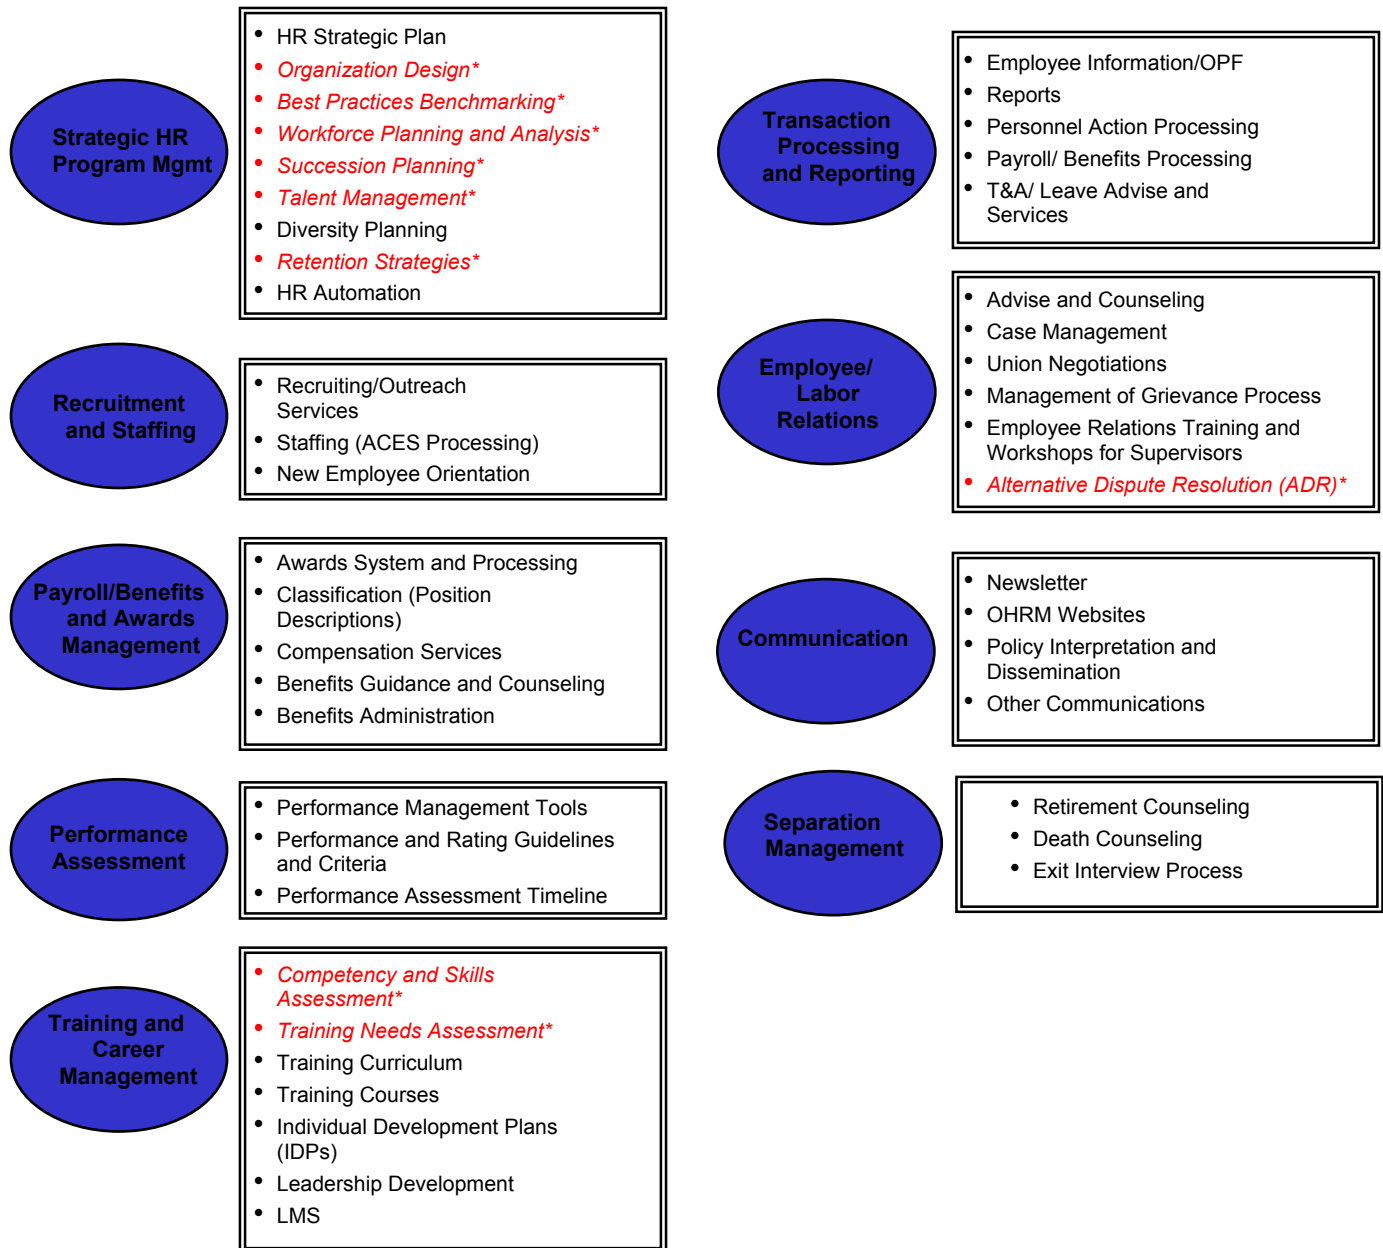 Strategic HR
Program Mgmt
• HR Strategic Plan
• Organization Design*
• Best Practices Benchmarking*
• Workforce Planning and Analysis*
• Succession Planning*
• Talent Management*
• Diversity Planning
• Retention Strategies*
• HR Automation
Recruitment
and Staffing
• Recruiting/Outreach
Services
• Staffing (ACES Processing)
• New Employee Orientation
Payroll/Benefits
and Awards
Management
• Awards System and Processing
• Classification (Position
Descriptions)
• Compensation Services
• Benefits Guidance and Counseling
• Benefits Administration
Performance
Assessment
• Performance Management Tools
• Performance and Rating Guidelines
and Criteria
• Performance Assessment Timeline
Training and
Career
Management
• Competency and Skills
Assessment*
• Training Needs Assessment*
• Training Curriculum
• Training Courses
• Individual Development Plans
(IDPs)
• Leadership Development
• LMS
Transaction
Processing
and Reporting
• Employee Information/OPF
• Reports
• Personnel Action Processing
• Payroll/ Benefits Processing
• T&A/ Leave Advise and
Services
Employee/
Labor
Relations
• Advise and Counseling
• Case Management
• Union Negotiations
• Management of Grievance Process
• Employee Relations Training and
Workshops for Supervisors
• Alternative Dispute Resolution (ADR)*
Communication
• Newsletter
• OHRM Websites
• Policy Interpretation and
Dissemination
• Other Communications
Separation
Management
• Retirement Counseling
• Death Counseling
• Exit Interview Process